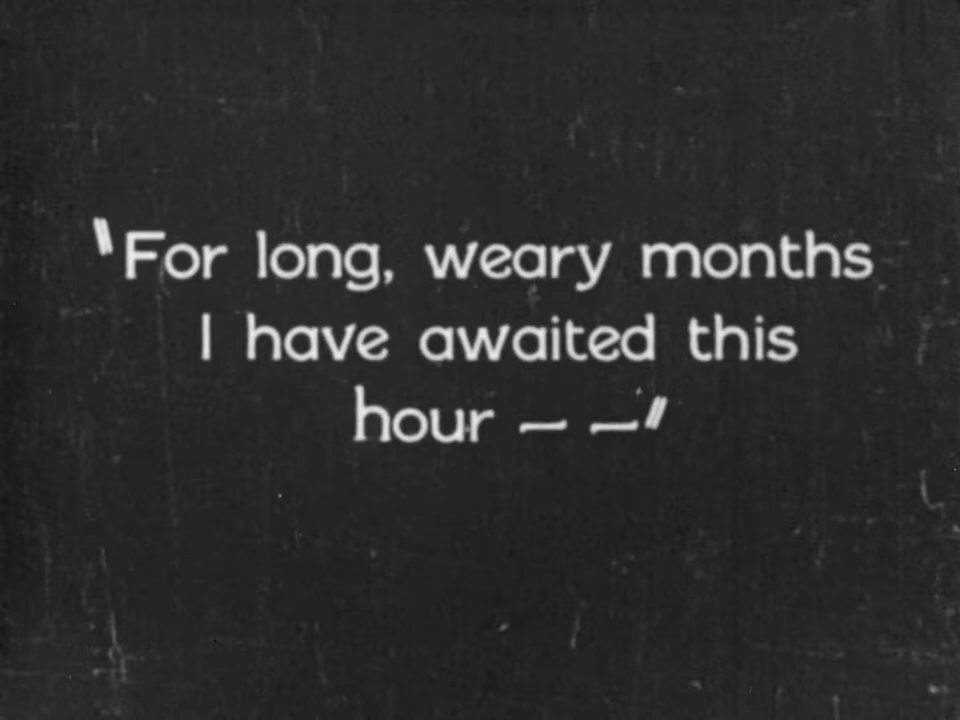 "For long, weary months
I have awaited this
hour — —"